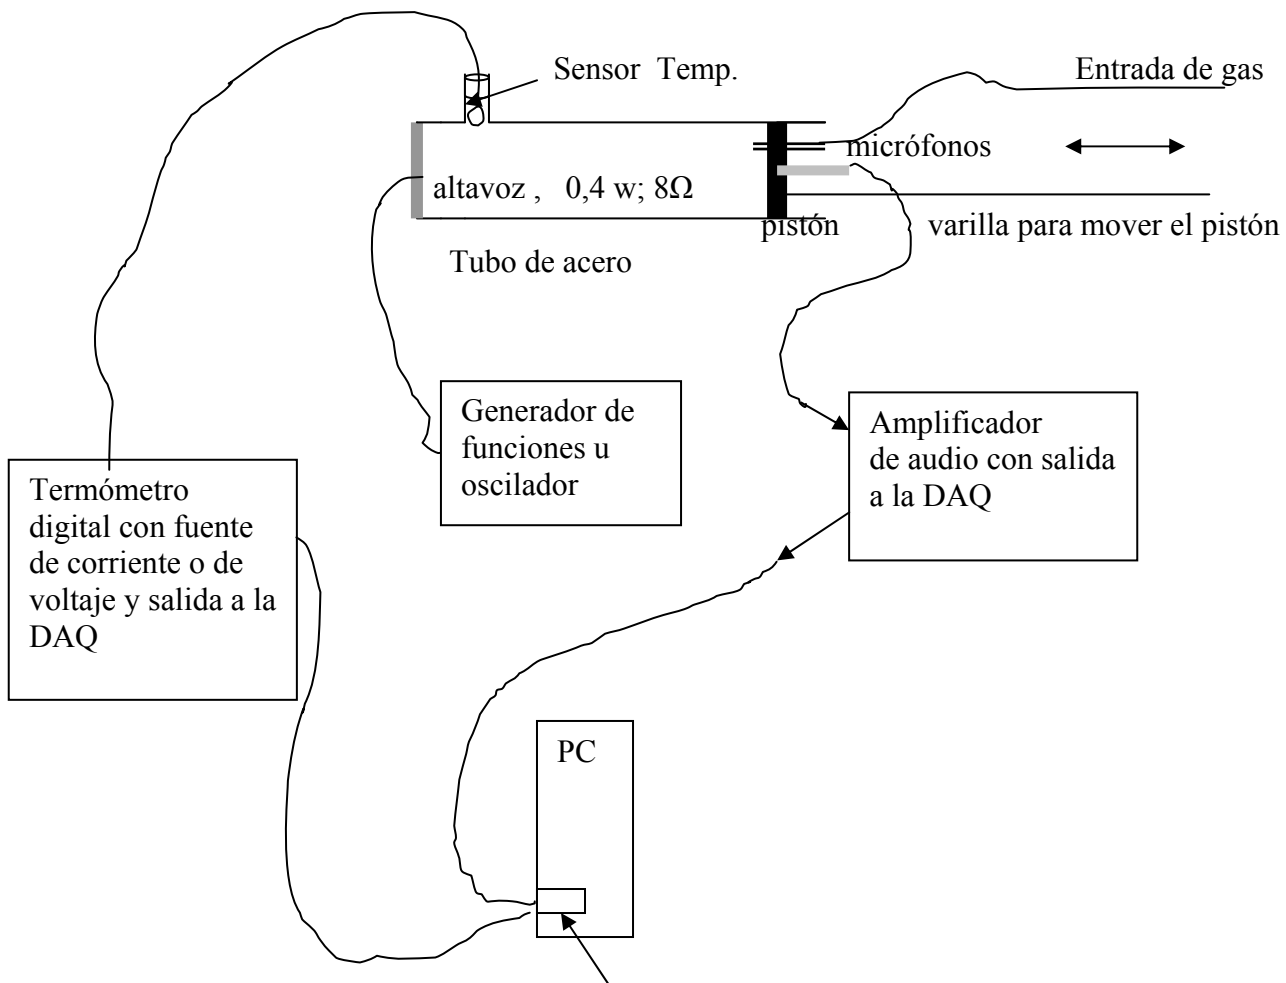 Sensor  Temp.
Entrada de gas
micrófonos
altavoz ,   0,4 w; 8Ω
pistón
varilla para mover el pistón
Tubo de acero
Generador de
funciones u
oscilador
Amplificador
de audio con salida
a la DAQ
Termómetro
digital con fuente
de corriente o de
voltaje y salida a la
DAQ
PC